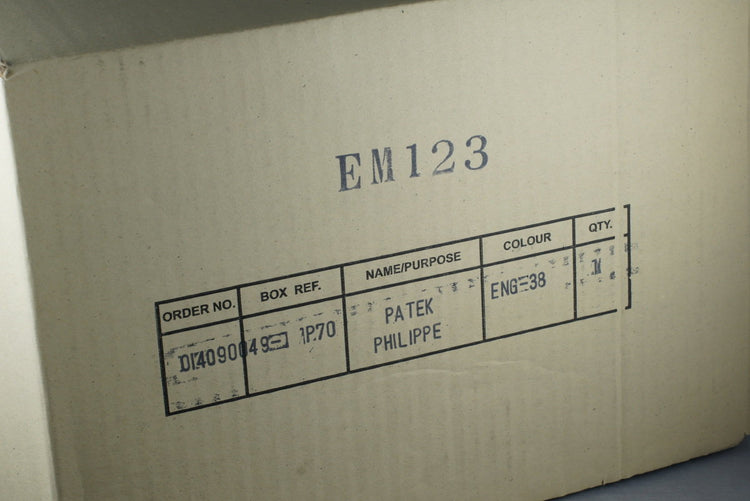 EM123
ORDER NO. BOX REF. NAME/PURPOSE COLOUR QTY.
PATEK ENG-38
PHILIPPE